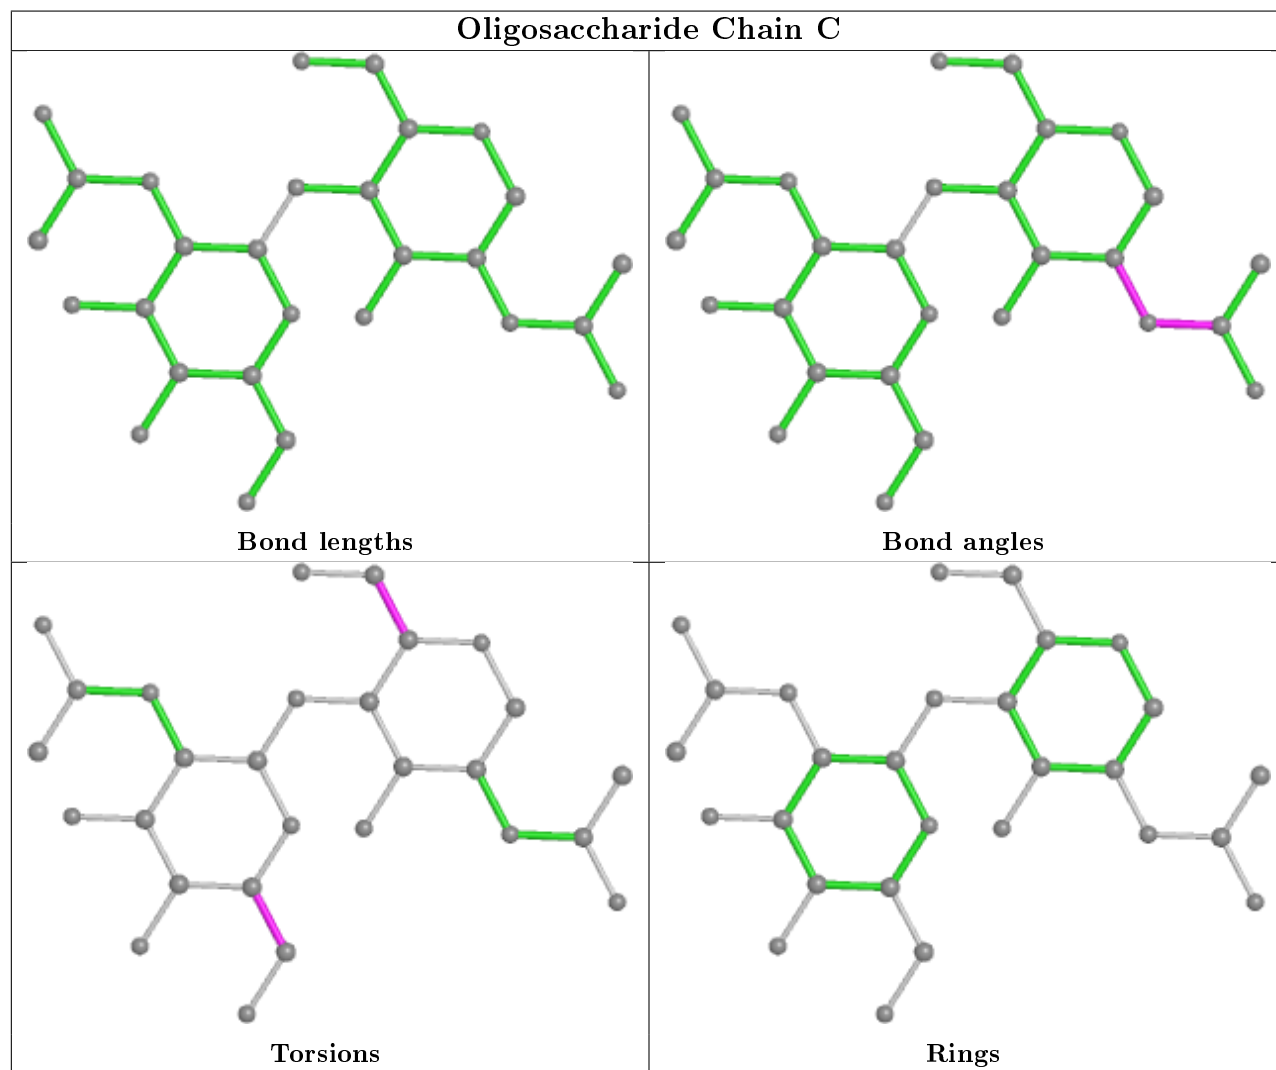 Oligosaccharide Chain C
Bond lengths
Bond angles
Torsions
Rings